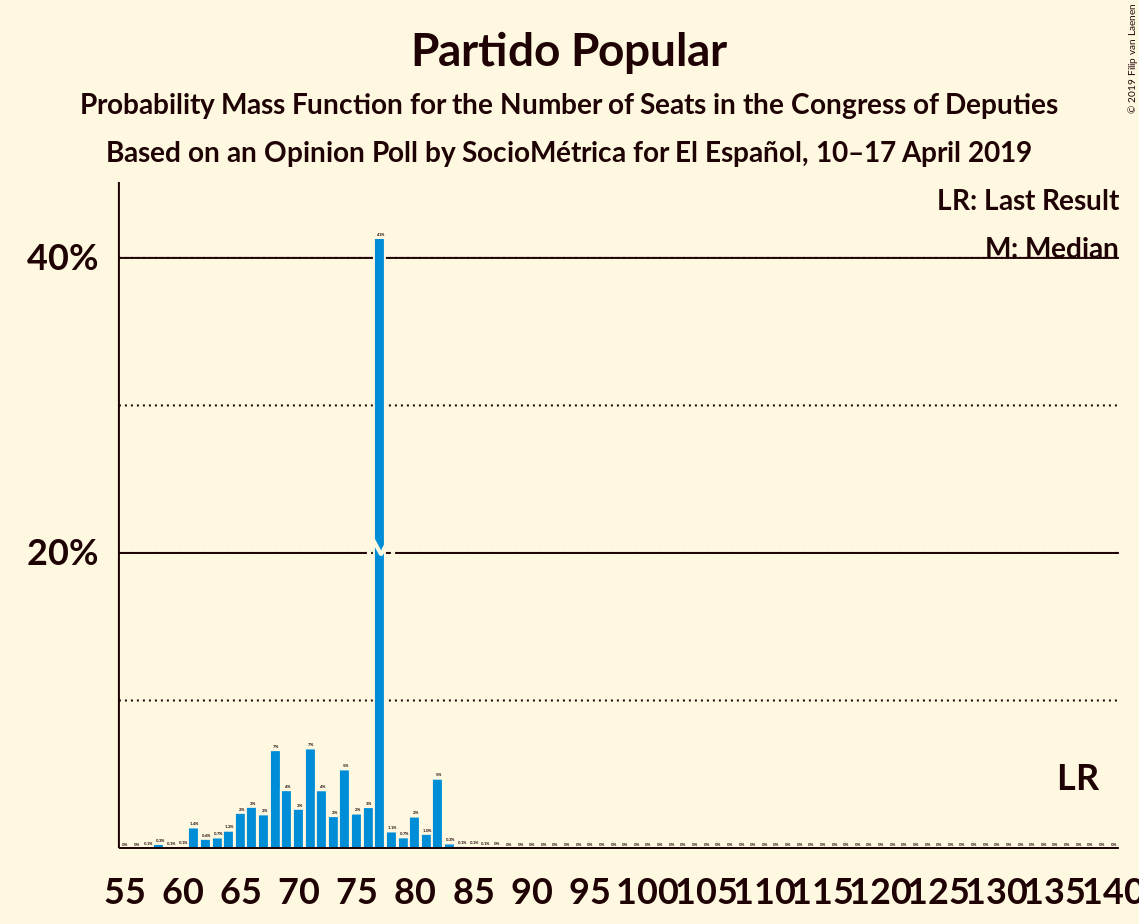 Partido Popular
Probability Mass Function for the Number of Seats in the Congress of Deputies
Based on an Opinion Poll by SocioMétrica for El Español, 10–17 April 2019
© 2019 Filip van Laenen
LR: Last Result
M: Median
40%
20%
M
LR
55 60 65 70 75 80 85 90 95 100 105 110 115 120 125 130 135 140